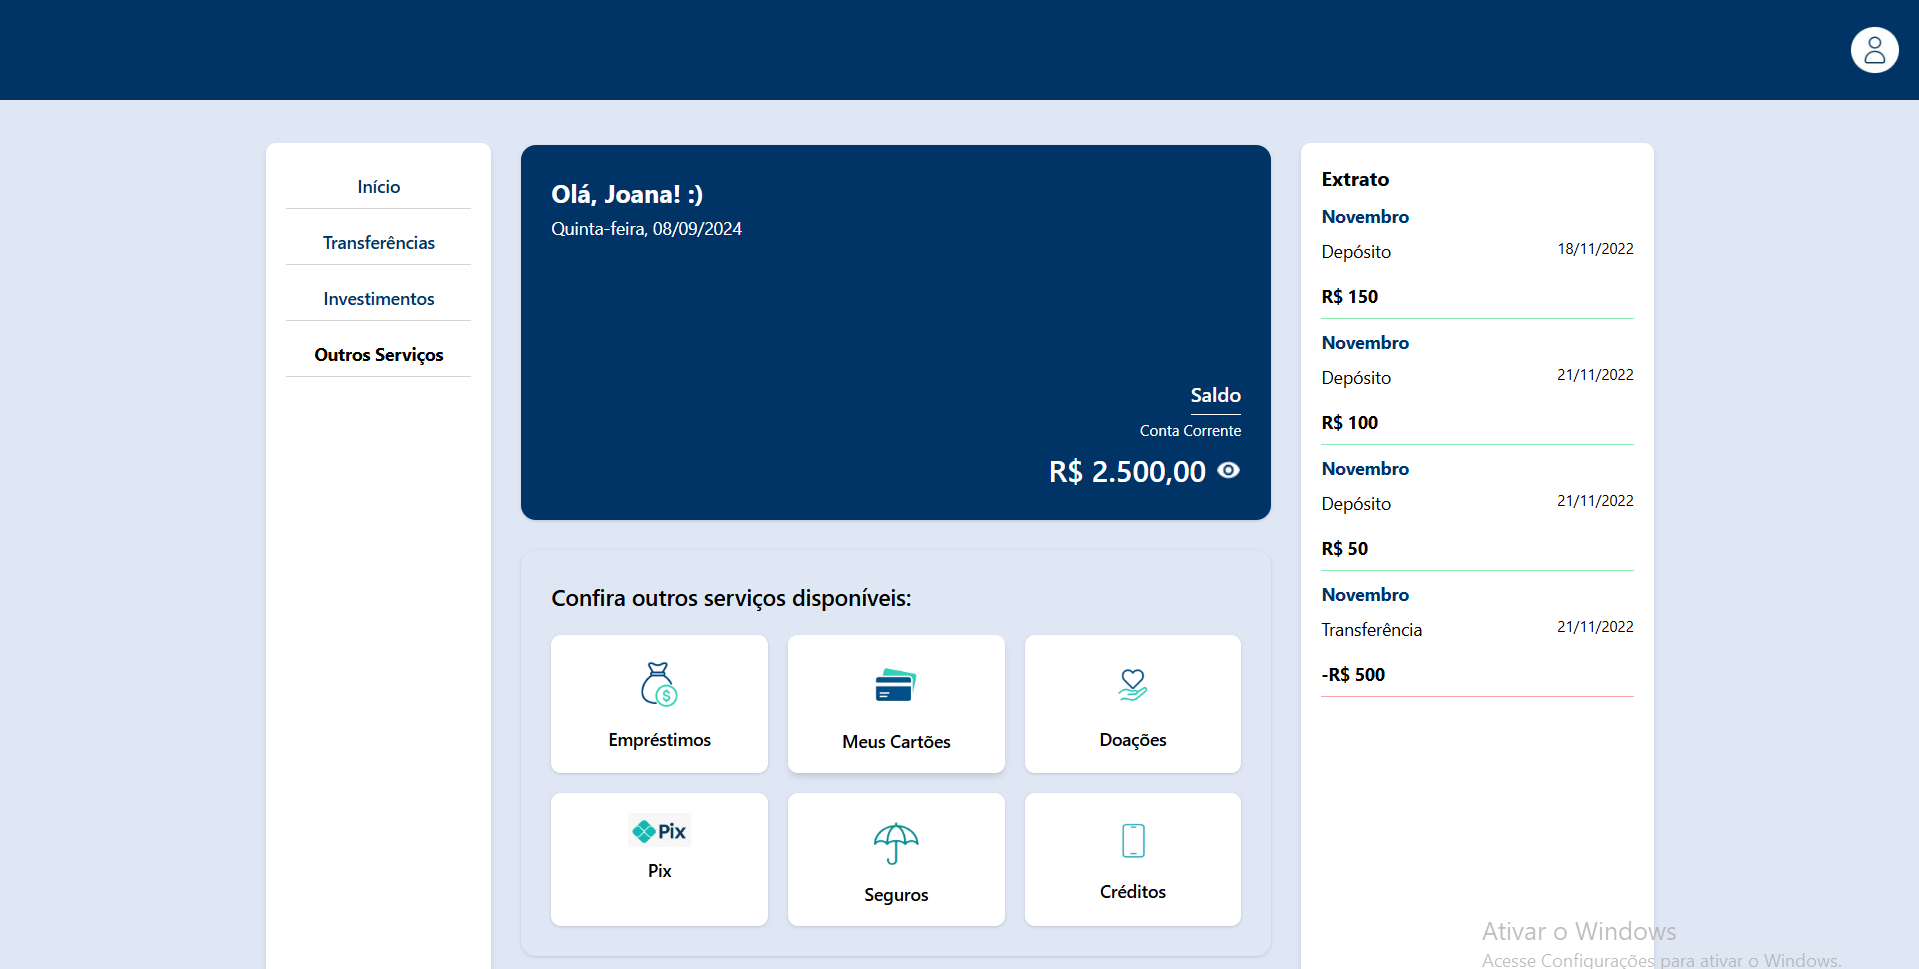 Início
Transferências
Investimentos
Outros Serviços
Olá, Joana! :)
Quinta-feira, 08/09/2024
Saldo
Conta Corrente
R$ 2.500,00
Confira outros serviços disponíveis:
Empréstimos
Meus Cartões
Doações
Pix
Pix
Seguros
Créditos
Extrato
Novembro
Depósito 18/11/2022
R$ 150
Novembro
Depósito 21/11/2022
R$ 100
Novembro
Depósito 21/11/2022
R$ 50
Novembro
Transferência 21/11/2022
-R$ 500
Ativar o Windows
Acesse Configurações para ativar o Windows.